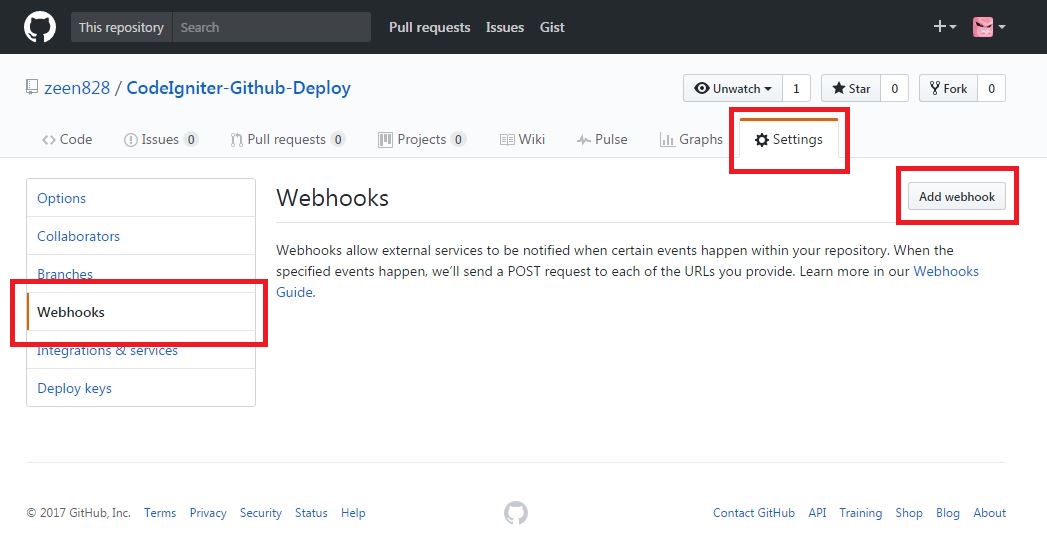 This repository Search Pull requests Issues Gist
zeen828 / CodeIgniter-Github-Deploy Unwatch 1 Star 0 Fork 0
Code Issues 0 Pull requests 0 Projects 0 Wiki Pulse Graphs Settings
Options
Collaborators
Branches
Webhooks
Integrations & services
Deploy keys
Webhooks Add webhook
Webhooks allow external services to be notified when certain events happen within your repository. When the
specified events happen, we’ll send a POST request to each of the URLs you provide. Learn more in our Webhooks
Guide.
© 2017 GitHub, Inc. Terms Privacy Security Status Help Contact GitHub API Training Shop Blog About